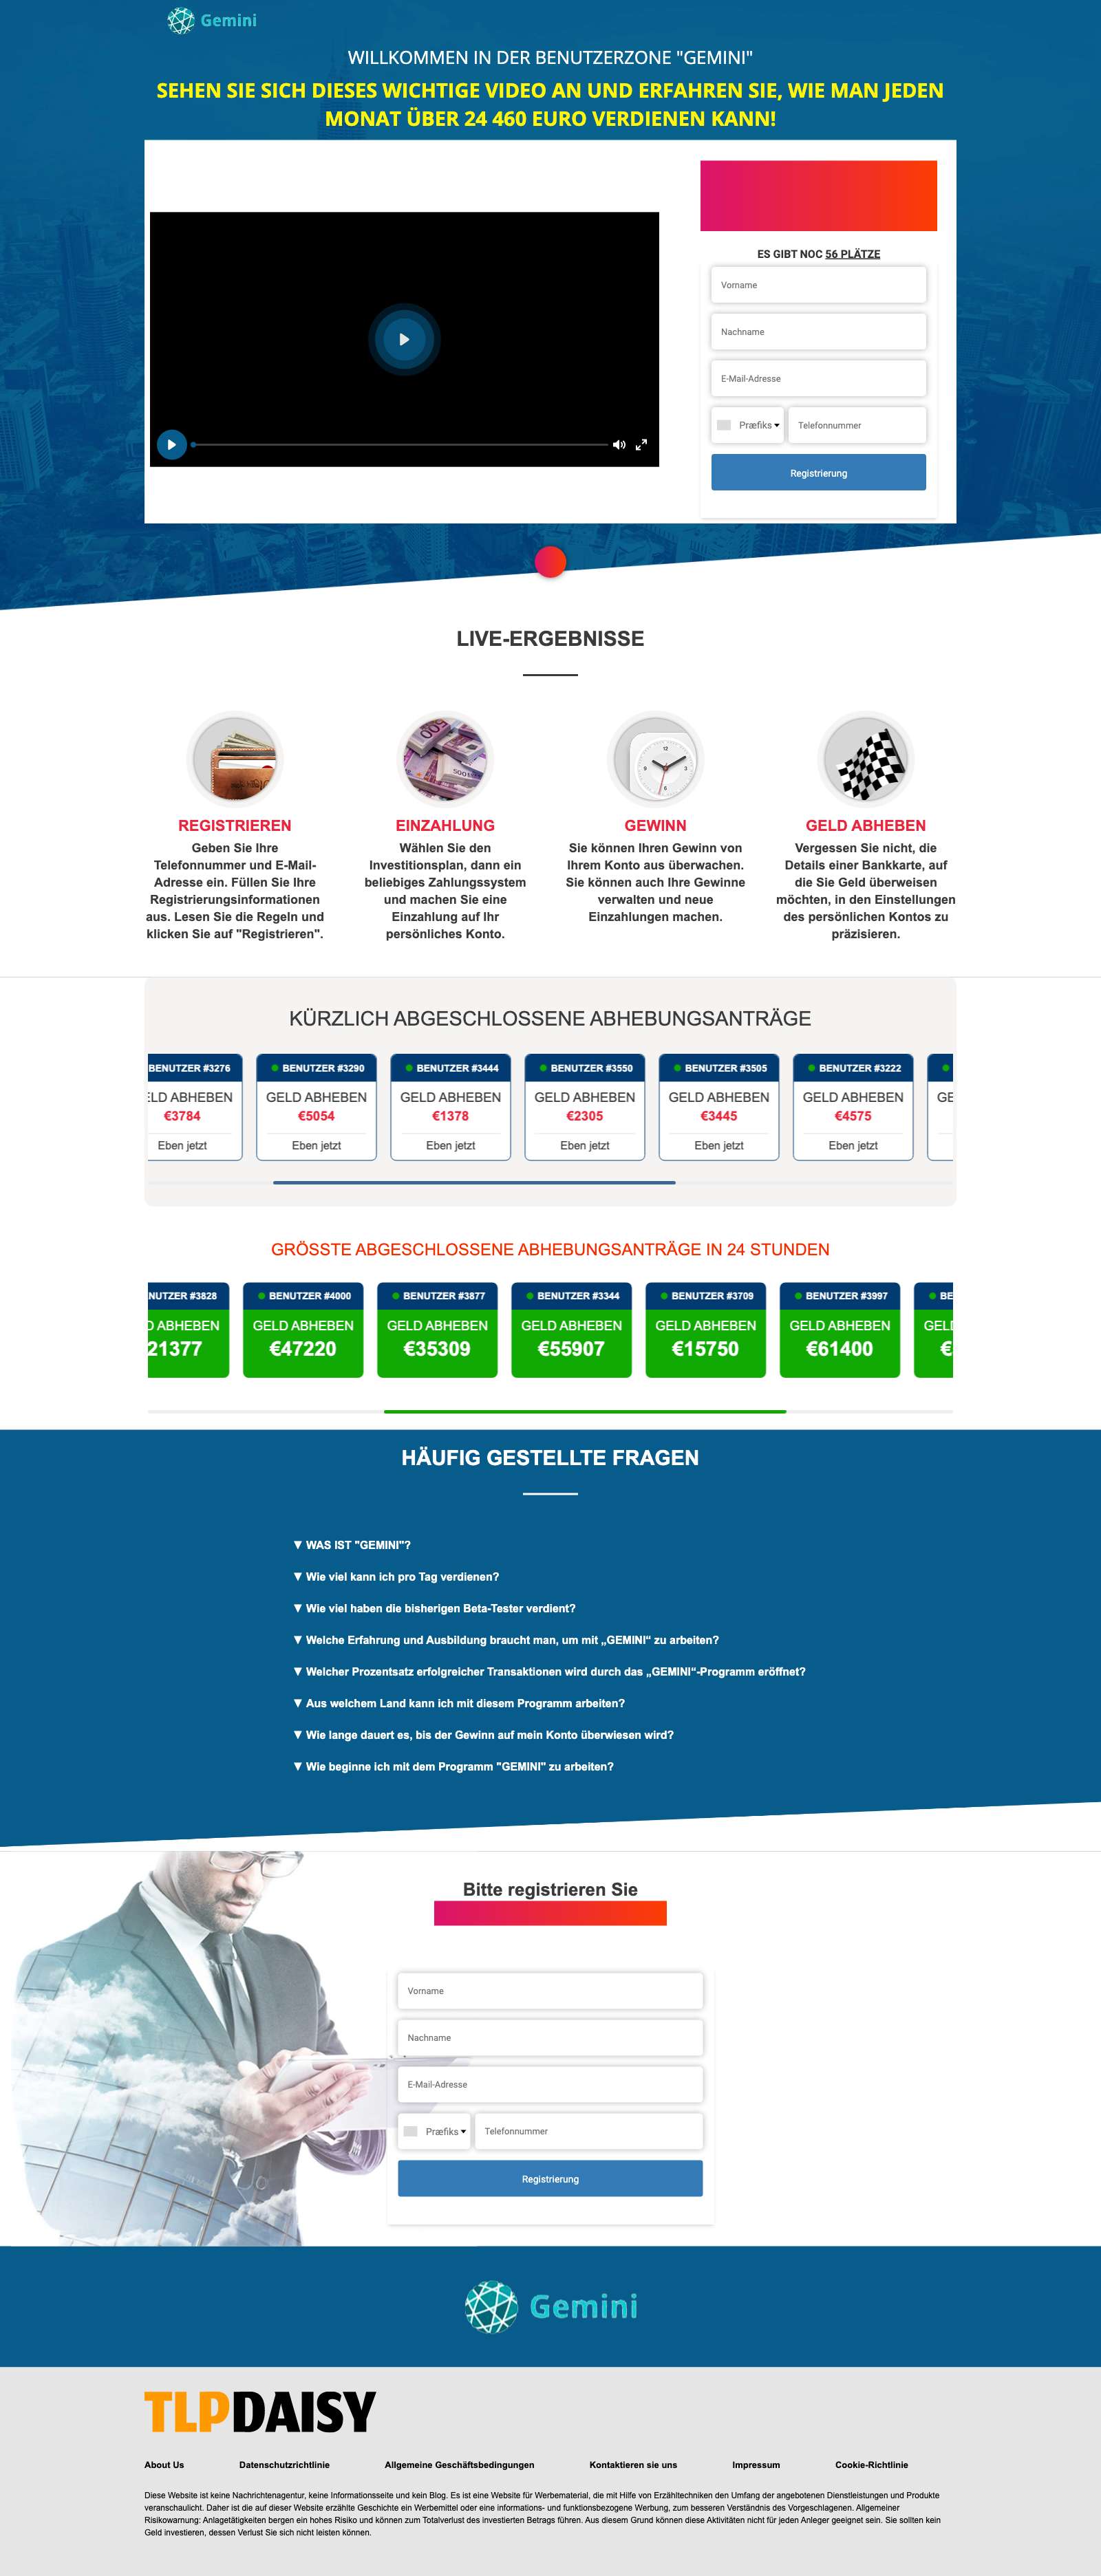 Gemini
WILLKOMMEN IN DER BENUTZERZONE "GEMINI"
SEHEN SIE SICH DIESES WICHTIGE VIDEO AN UND ERFAHREN SIE, WIE MAN JEDEN
MONAT ÜBER 24 460 EURO VERDIENEN KANN!
ES GIBT NOC 56 PLÄTZE
Vorname
Nachname
E-Mail-Adresse
Præfiks Telefonnummer
Registrierung
LIVE-ERGEBNISSE
REGISTRIEREN
Geben Sie Ihre
Telefonnummer und E-Mail-
Adresse ein. Füllen Sie Ihre
Registrierungsinformationen
aus. Lesen Sie die Regeln und
klicken Sie auf "Registrieren".
EINZAHLUNG
Wählen Sie den
Investitionsplan, dann ein
beliebiges Zahlungssystem
und machen Sie eine
Einzahlung auf Ihr
persönliches Konto.
GEWINN
Sie können Ihren Gewinn von
Ihrem Konto aus überwachen.
Sie können auch Ihre Gewinne
verwalten und neue
Einzahlungen machen.
GELD ABHEBEN
Vergessen Sie nicht, die
Details einer Bankkarte, auf
die Sie Geld überweisen
möchten, in den Einstellungen
des persönlichen Kontos zu
präzisieren.
KÜRZLICH ABGESCHLOSSENE ABHEBUNGSANTRÄGE
BENUTZER #3276
ELD ABHEBEN
€3784
Eben jetzt
BENUTZER #3290
GELD ABHEBEN
€5054
Eben jetzt
BENUTZER #3444
GELD ABHEBEN
€1378
Eben jetzt
BENUTZER #3550
GELD ABHEBEN
€2305
Eben jetzt
BENUTZER #3505
GELD ABHEBEN
€3445
Eben jetzt
BENUTZER #3222
GELD ABHEBEN
€4575
Eben jetzt
GE
GRÖSSTE ABGESCHLOSSENE ABHEBUNGSANTRÄGE IN 24 STUNDEN
NUTZER #3828
D ABHEBEN
21377
BENUTZER #4000
GELD ABHEBEN
€47220
BENUTZER #3877
GELD ABHEBEN
€35309
BENUTZER #3344
GELD ABHEBEN
€55907
BENUTZER #3709
GELD ABHEBEN
€15750
BENUTZER #3997
GELD ABHEBEN
€61400
BE
GEL
€
HÄUFIG GESTELLTE FRAGEN
▼ WAS IST "GEMINI"?
▼ Wie viel kann ich pro Tag verdienen?
▼ Wie viel haben die bisherigen Beta-Tester verdient?
▼ Welche Erfahrung und Ausbildung braucht man, um mit „GEMINI“ zu arbeiten?
▼ Welcher Prozentsatz erfolgreicher Transaktionen wird durch das „GEMINI“-Programm eröffnet?
▼ Aus welchem Land kann ich mit diesem Programm arbeiten?
▼ Wie lange dauert es, bis der Gewinn auf mein Konto überwiesen wird?
▼ Wie beginne ich mit dem Programm "GEMINI" zu arbeiten?
Bitte registrieren Sie
Vorname
Nachname
E-Mail-Adresse
Præfiks Telefonnummer
Registrierung
Gemini
TLPDAISY
About Us Datenschutzrichtlinie Allgemeine Geschäftsbedingungen Kontaktieren sie uns Impressum Cookie-Richtlinie
Diese Website ist keine Nachrichtenagentur, keine Informationsseite und kein Blog. Es ist eine Website für Werbematerial, die mit Hilfe von Erzähltechniken den Umfang der angebotenen Dienstleistungen und Produkte
veranschaulicht. Daher ist die auf dieser Website erzählte Geschichte ein Werbemittel oder eine informations- und funktionsbezogene Werbung, zum besseren Verständnis des Vorgeschlagenen. Allgemeiner
Risikowarnung: Anlagetätigkeiten bergen ein hohes Risiko und können zum Totalverlust des investierten Betrags führen. Aus diesem Grund können diese Aktivitäten nicht für jeden Anleger geeignet sein. Sie sollten kein
Geld investieren, dessen Verlust Sie sich nicht leisten können.